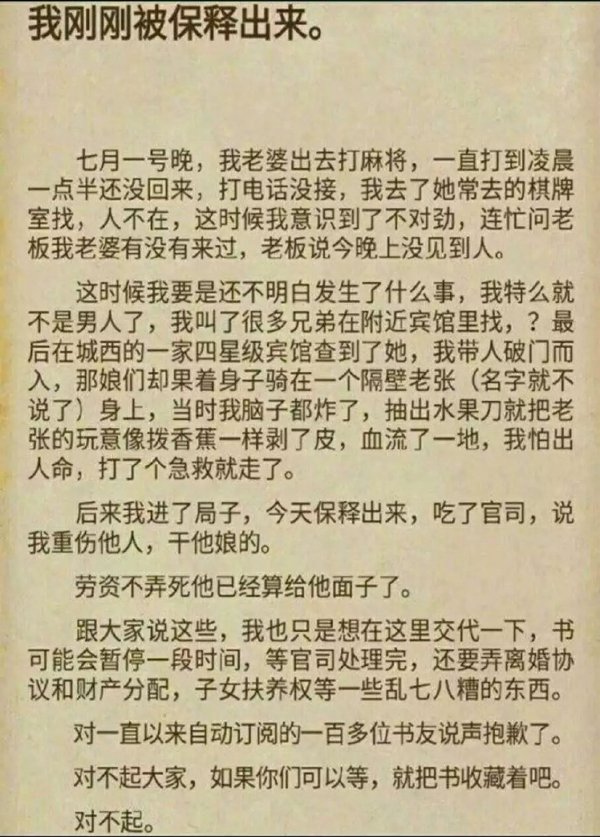 我刚刚被保释出来。
七月一号晚，我老婆出去打麻将，一直打到凌晨
一点半还没回来，打电话没接，我去了她常去的棋牌
室找，人不在，这时候我意识到了不对劲，连忙问老
板我老婆有没有来过，老板说今晚上没见到人。
这时候我要是还不明白发生了什么事，我特么就
不是男人了，我叫了很多兄弟在附近宾馆里找，？最
后在城西的一家四星级宾馆查到了她，我带人破门而
入，那娘们却果着身子骑在一个隔壁老张（名字就不
说了）身上，当时我脑子都炸了，抽出水果刀就把老
张的玩意像拨香蕉一样剥了皮，血流了一地，我怕出
人命，打了个急救就走了。
后来我进了局子，今天保释出来，吃了官司，说
我重伤他人，干他娘的。
劳资不弄死他已经算给他面子了。
跟大家说这些，我也只是想在这里交代一下，书
可能会暂停一段时间，等官司处理完，还要弄离婚协
议和财产分配，子女扶养权等一些乱七八糟的东西。
对一直以来自动订阅的一百多位书友说声抱歉了。
对不起大家，如果你们可以等，就把书收藏着吧。
对不起。